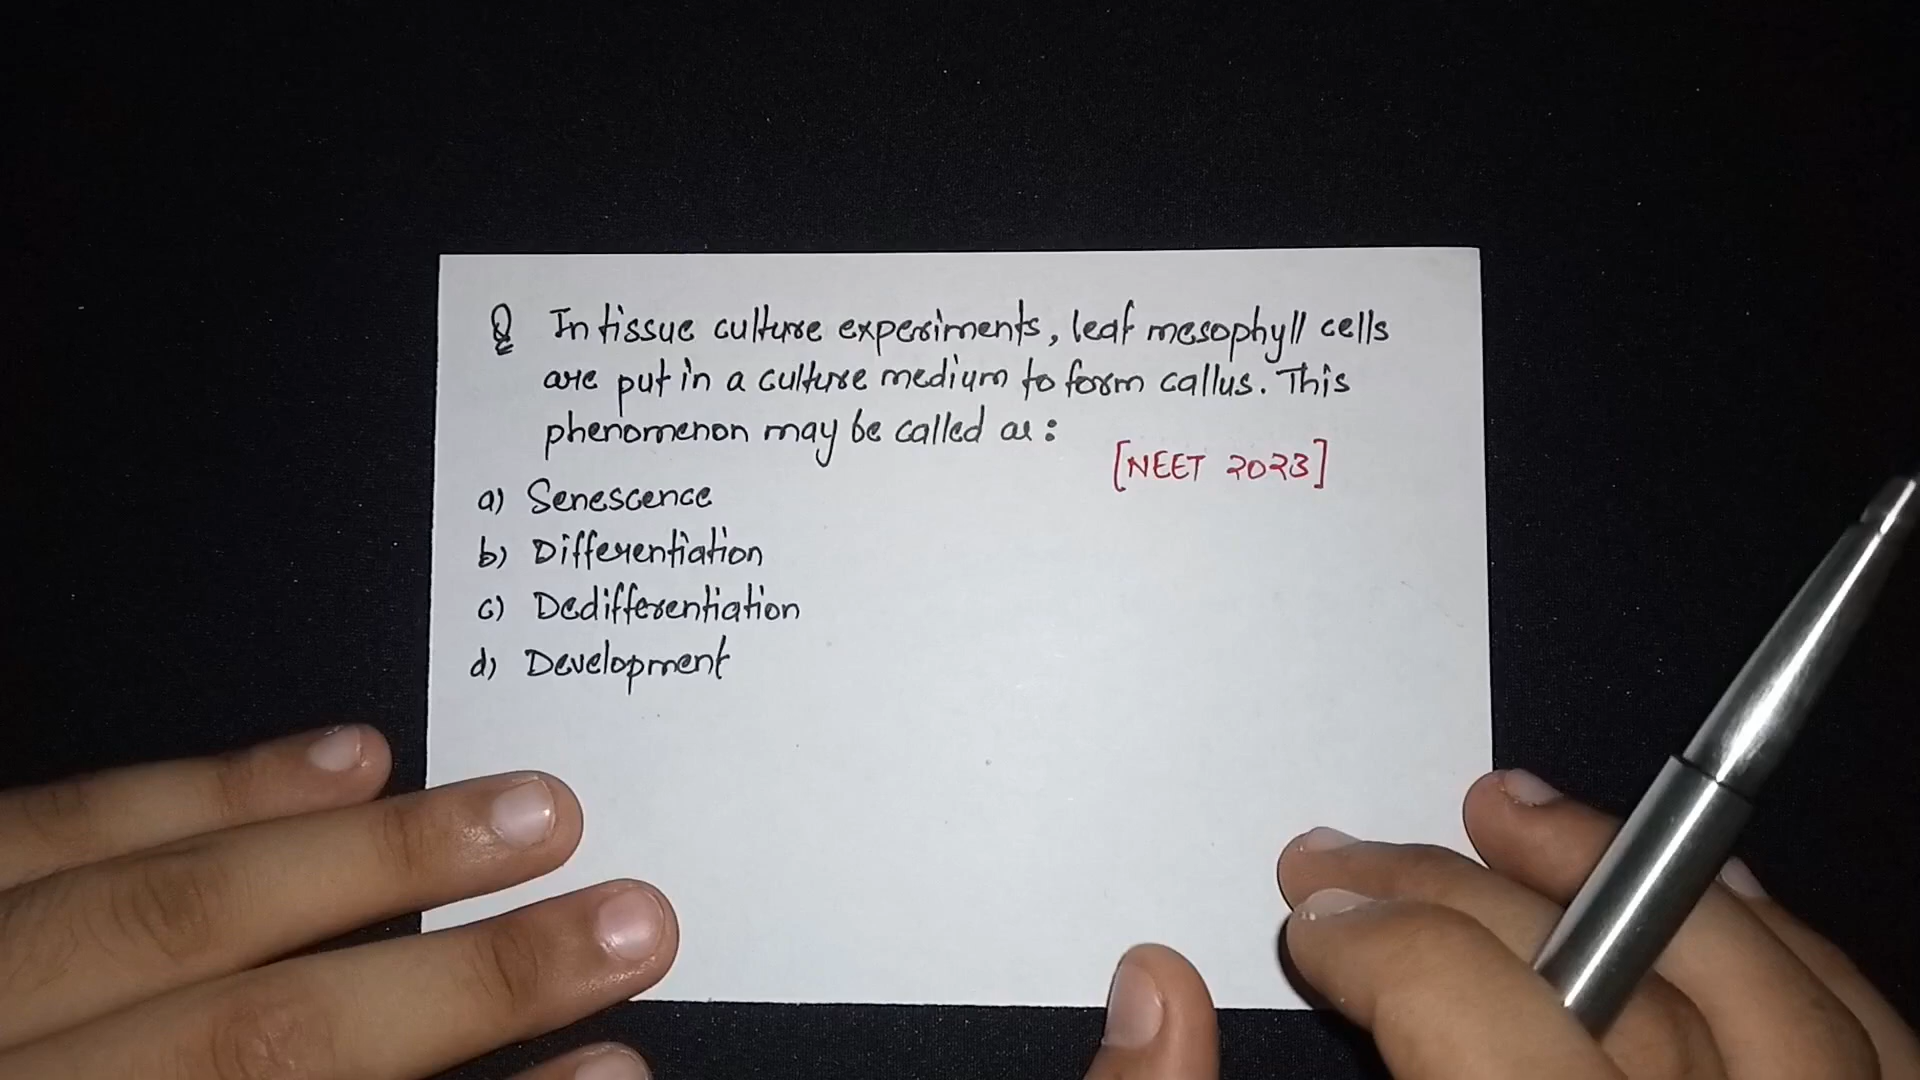 Q In tissue culture experiments, leaf mesophyll cells
are put in a culture medium to form callus. This
phenomenon may be called as:
[NEET 2023]
a) Senescence
b) Differentiation
c) Dedifferentiation
d) Development